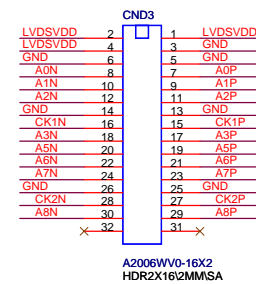 CND3
LVDSVDD 2 1 LVDSVDD
LVDSVDD 4 3 GND
GND 6 5 GND
A0N 8 7 A0P
A1N 10 9 A1P
A2N 12 11 A2P
GND 14 13 GND
CK1N 16 15 CK1P
A3N 18 17 A3P
A5N 20 19 A5P
A6N 22 21 A6P
A7N 24 23 A7P
GND 26 25 GND
CK2N 28 27 CK2P
A8N 30 29 A8P
32 31
A2006WV0-16X2
HDR2X16\2MM\SA